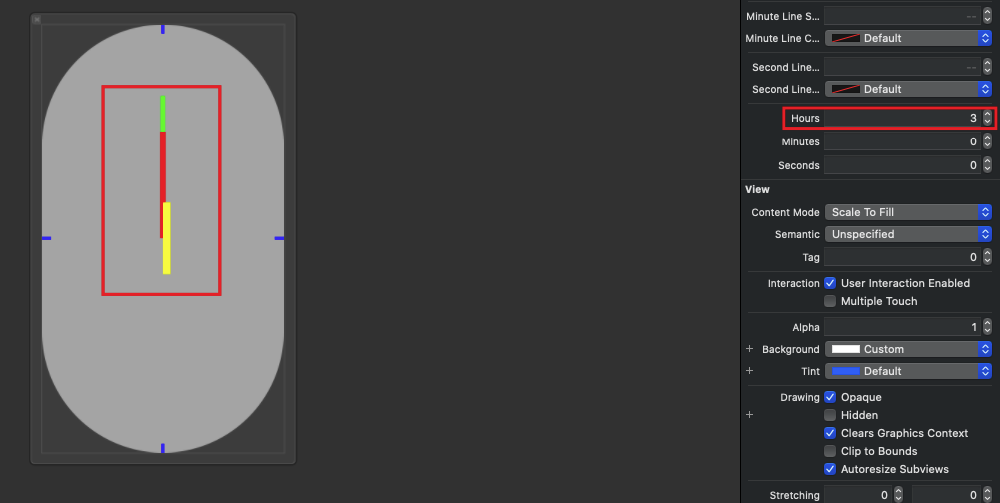 Minute Line S... --
Minute Line C... Default
Second Line... --
Second Line... Default
Hours 3
Minutes 0
Seconds 0
View
Content Mode Scale To Fill
Semantic Unspecified
Tag 0
Interaction User Interaction Enabled
Multiple Touch
Alpha 1
+ Background Custom
+ Tint Default
Drawing Opaque
+ Hidden
Clears Graphics Context
Clip to Bounds
Autoresize Subviews
Stretching 0 0